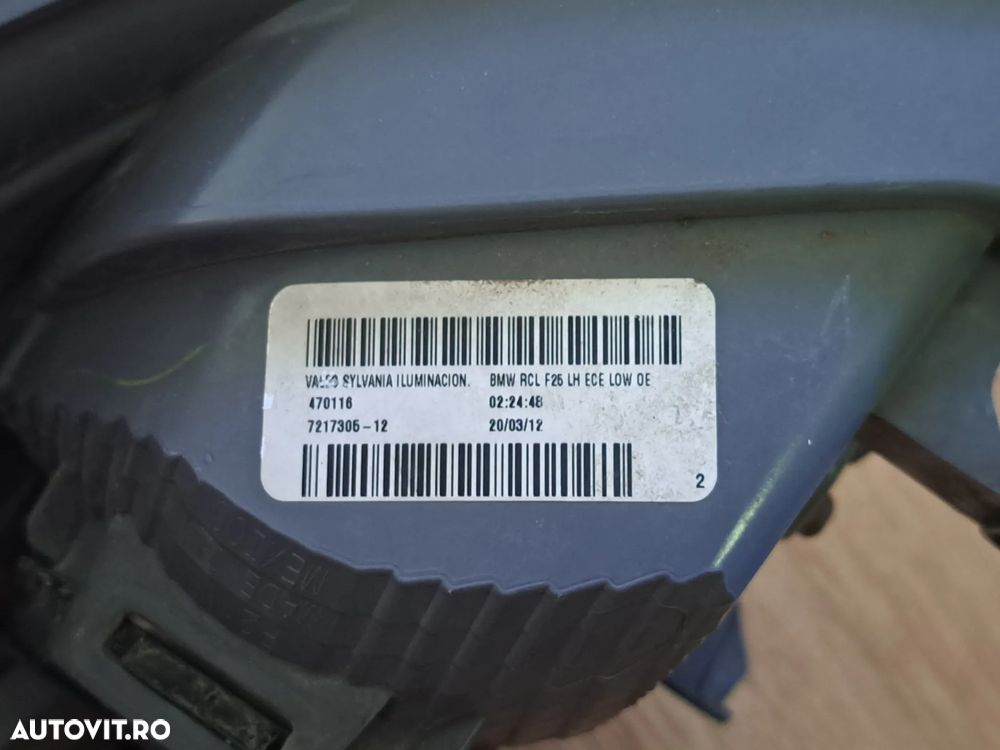 VALEO SYLVANIA ILUMINACION. BMW RCL F25 LH ECE LOW OE
470116 02:24:48
7217305-12 20/03/12
2
AUTOVIT.RO